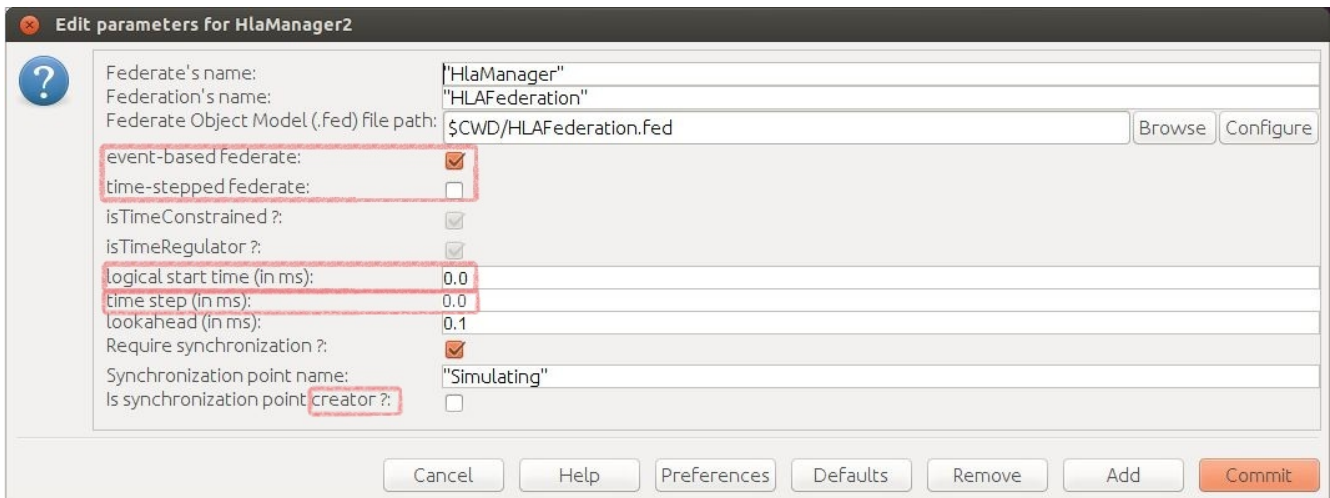 Edit parameters for HlaManager2
?
Federate's name: "HlaManager"
Federation's name: "HLAFederation"
Federate Object Model (.fed) file path: $CWD/HLAFederation.fed Browse Configure
event-based federate:
time-stepped federate:
isTimeConstrained ?:
isTimeRegulator ?:
logical start time (in ms): 0.0
time step (in ms): 0.0
lookahead (in ms): 0.1
Require synchronization ?:
Synchronization point name: "Simulating"
Is synchronization point creator ?:
Cancel Help Preferences Defaults Remove Add Commit